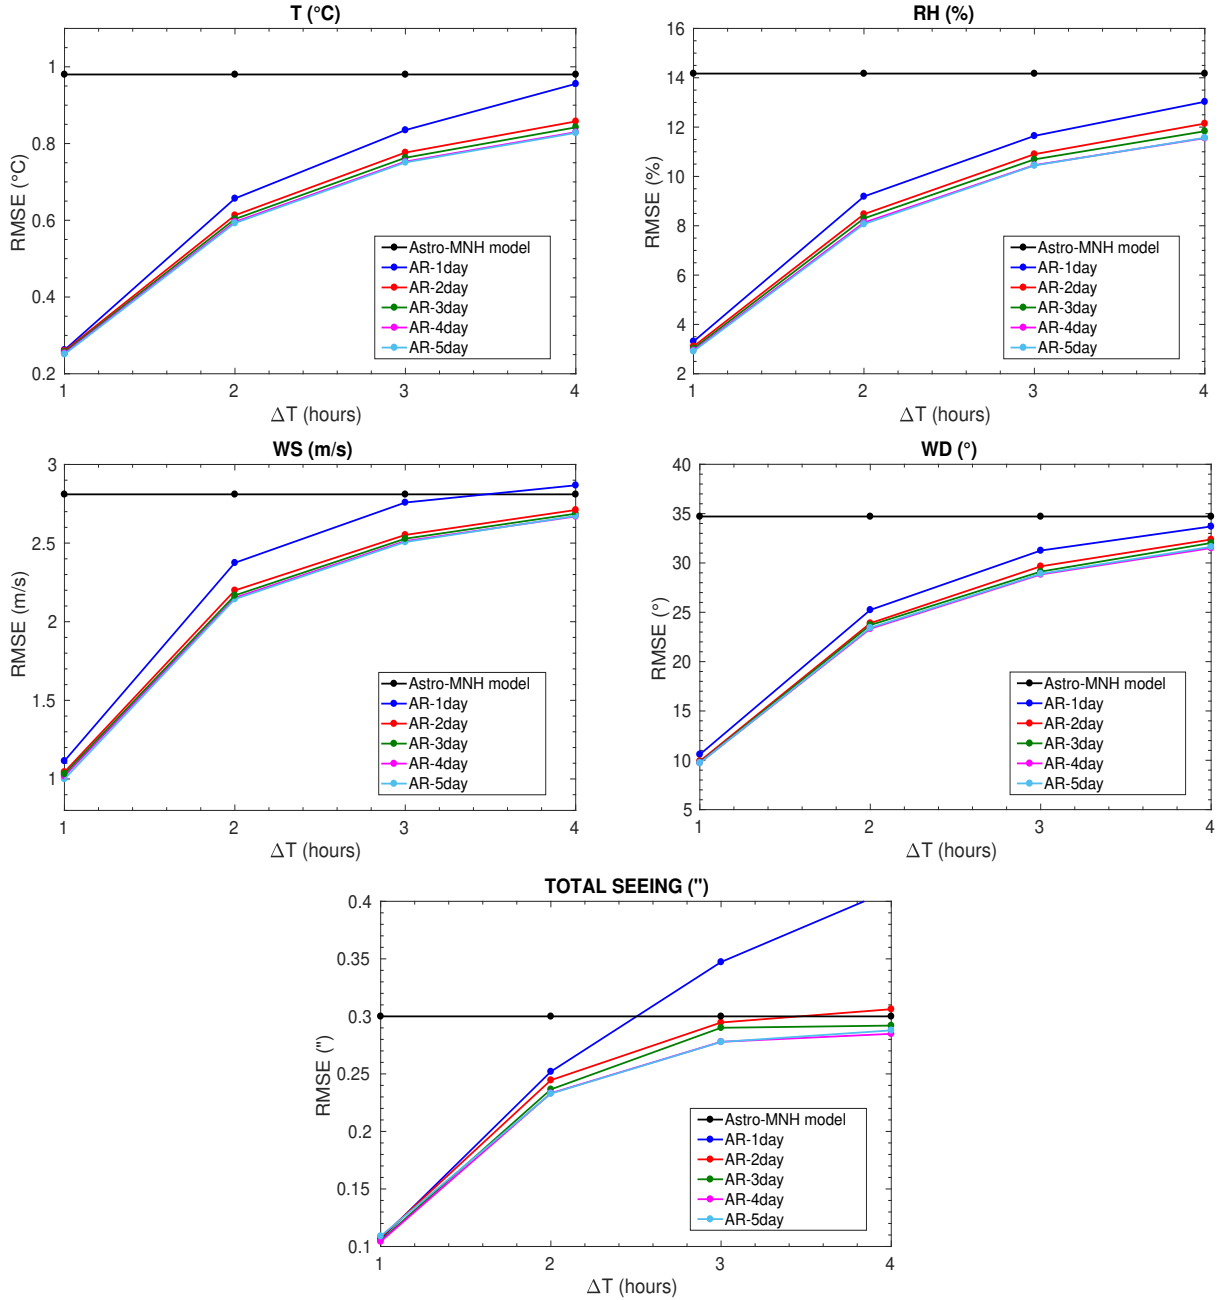 T (°C)
RMSE (°C)
1
0.8
0.6
0.4
0.2
Astro-MNH model
AR-1day
AR-2day
AR-3day
AR-4day
AR-5day
1 2 3 4
ΔT (hours)
RH (%)
RMSE (%)
16
14
12
10
8
6
4
2
Astro-MNH model
AR-1day
AR-2day
AR-3day
AR-4day
AR-5day
1 2 3 4
ΔT (hours)
WS (m/s)
RMSE (m/s)
3
2.5
2
1.5
1
Astro-MNH model
AR-1day
AR-2day
AR-3day
AR-4day
AR-5day
1 2 3 4
ΔT (hours)
WD (°)
RMSE (°)
40
35
30
25
20
15
10
5
Astro-MNH model
AR-1day
AR-2day
AR-3day
AR-4day
AR-5day
1 2 3 4
ΔT (hours)
TOTAL SEEING (")
RMSE (")
0.4
0.35
0.3
0.25
0.2
0.15
0.1
Astro-MNH model
AR-1day
AR-2day
AR-3day
AR-4day
AR-5day
1 2 3 4
ΔT (hours)